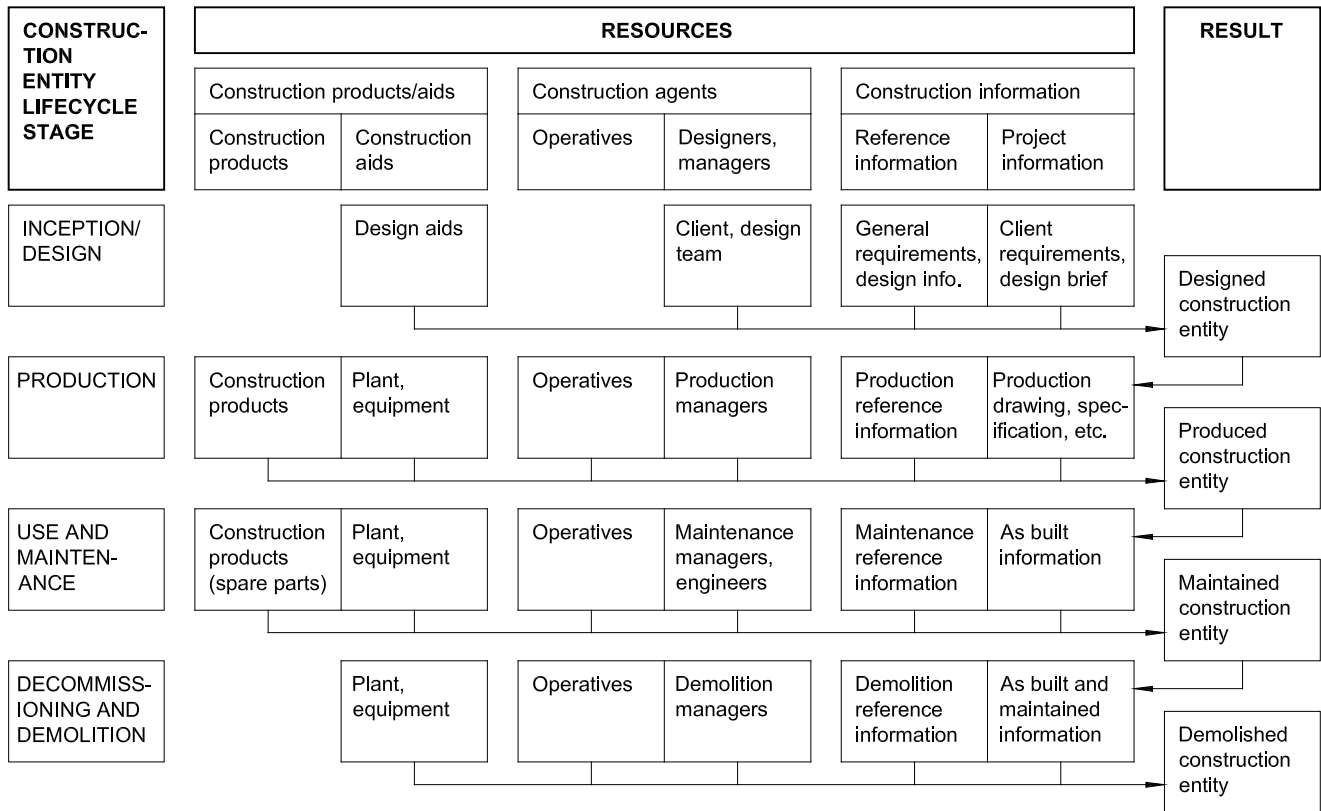 CONSTRUC-
TION
ENTITY
LIFECYCLE
STAGE
RESOURCES
RESULT
Construction products/aids
Construction agents
Construction information
Construction
products
Construction
aids
Operatives
Designers,
managers
Reference
information
Project
information
INCEPTION/
DESIGN
Design aids
Client, design
team
General
requirements,
design info.
Client
requirements,
design brief
Designed
construction
entity
PRODUCTION
Construction
products
Plant,
equipment
Operatives
Production
managers
Production
reference
information
Production
drawing, spec-
ification, etc.
Produced
construction
entity
USE AND
MAINTEN-
ANCE
Construction
products
(spare parts)
Plant,
equipment
Operatives
Maintenance
managers,
engineers
Maintenance
reference
information
As built
information
Maintained
construction
entity
DECOMMISS-
IONING AND
DEMOLITION
Plant,
equipment
Operatives
Demolition
managers
Demolition
reference
information
As built and
maintained
information
Demolished
construction
entity